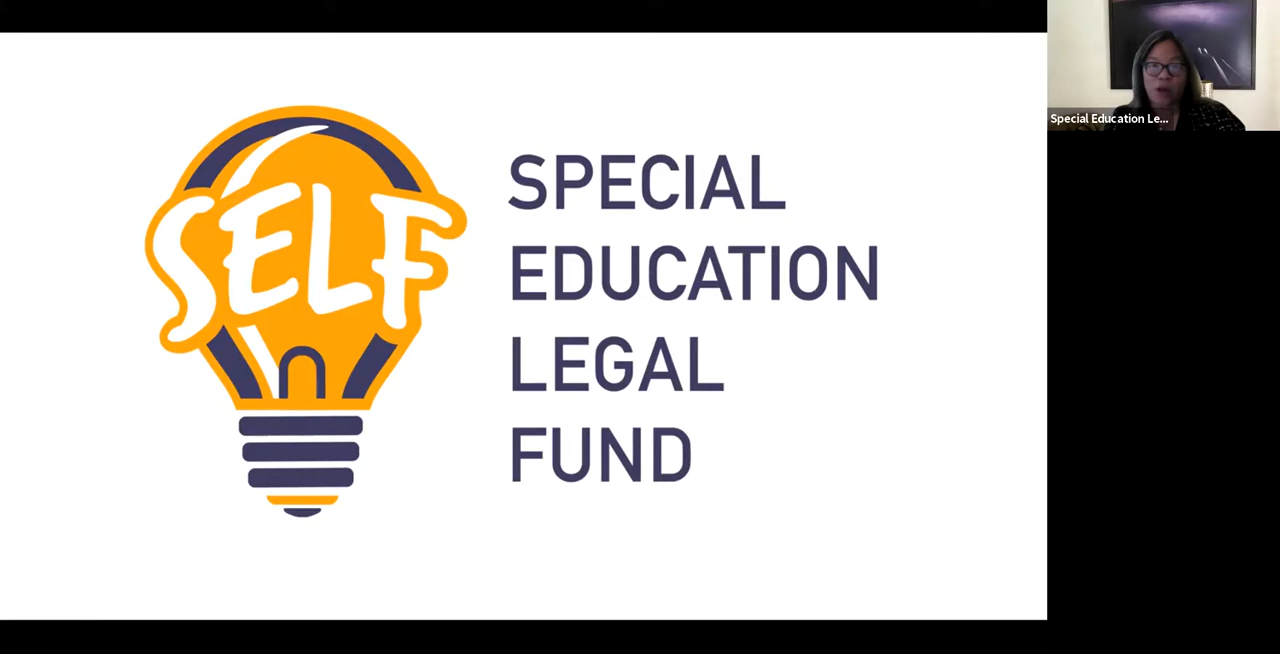 SELF
SPECIAL
EDUCATION
LEGAL
FUND
Special Education Le...